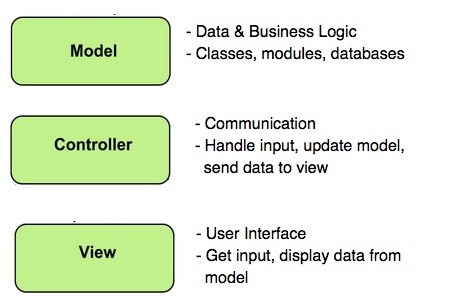 Model
- Data & Business Logic
- Classes, modules, databases
Controller
- Communication
- Handle input, update model,
send data to view
View
- User Interface
- Get input, display data from
model